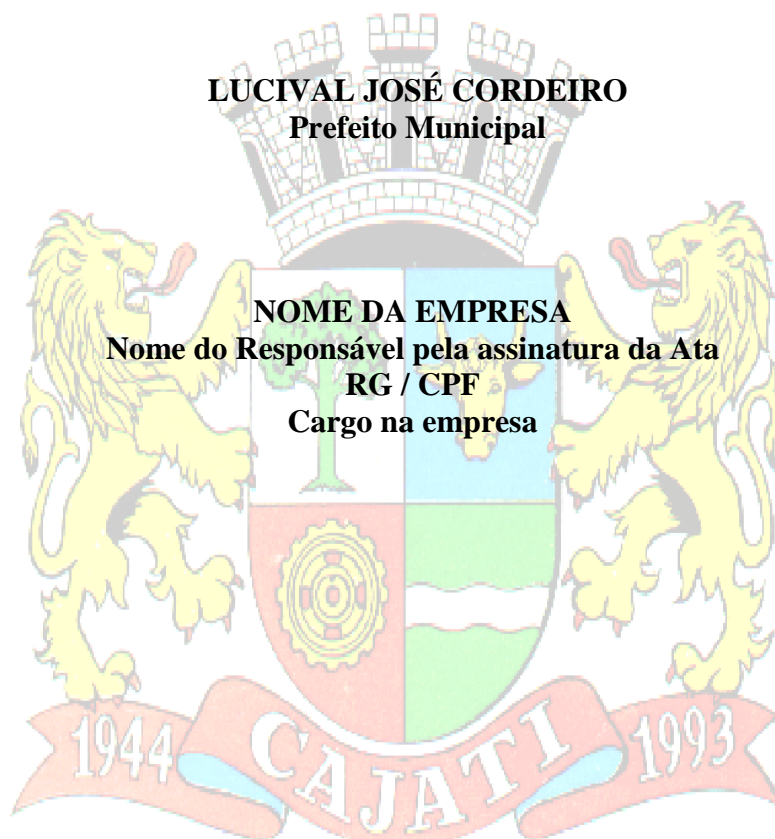 LUCIVAL JOSÉ CORDEIRO
Prefeito Municipal
NOME DA EMPRESA
Nome do Responsável pela assinatura da Ata
RG / CPF
Cargo na empresa
1944 CAJATI 1993